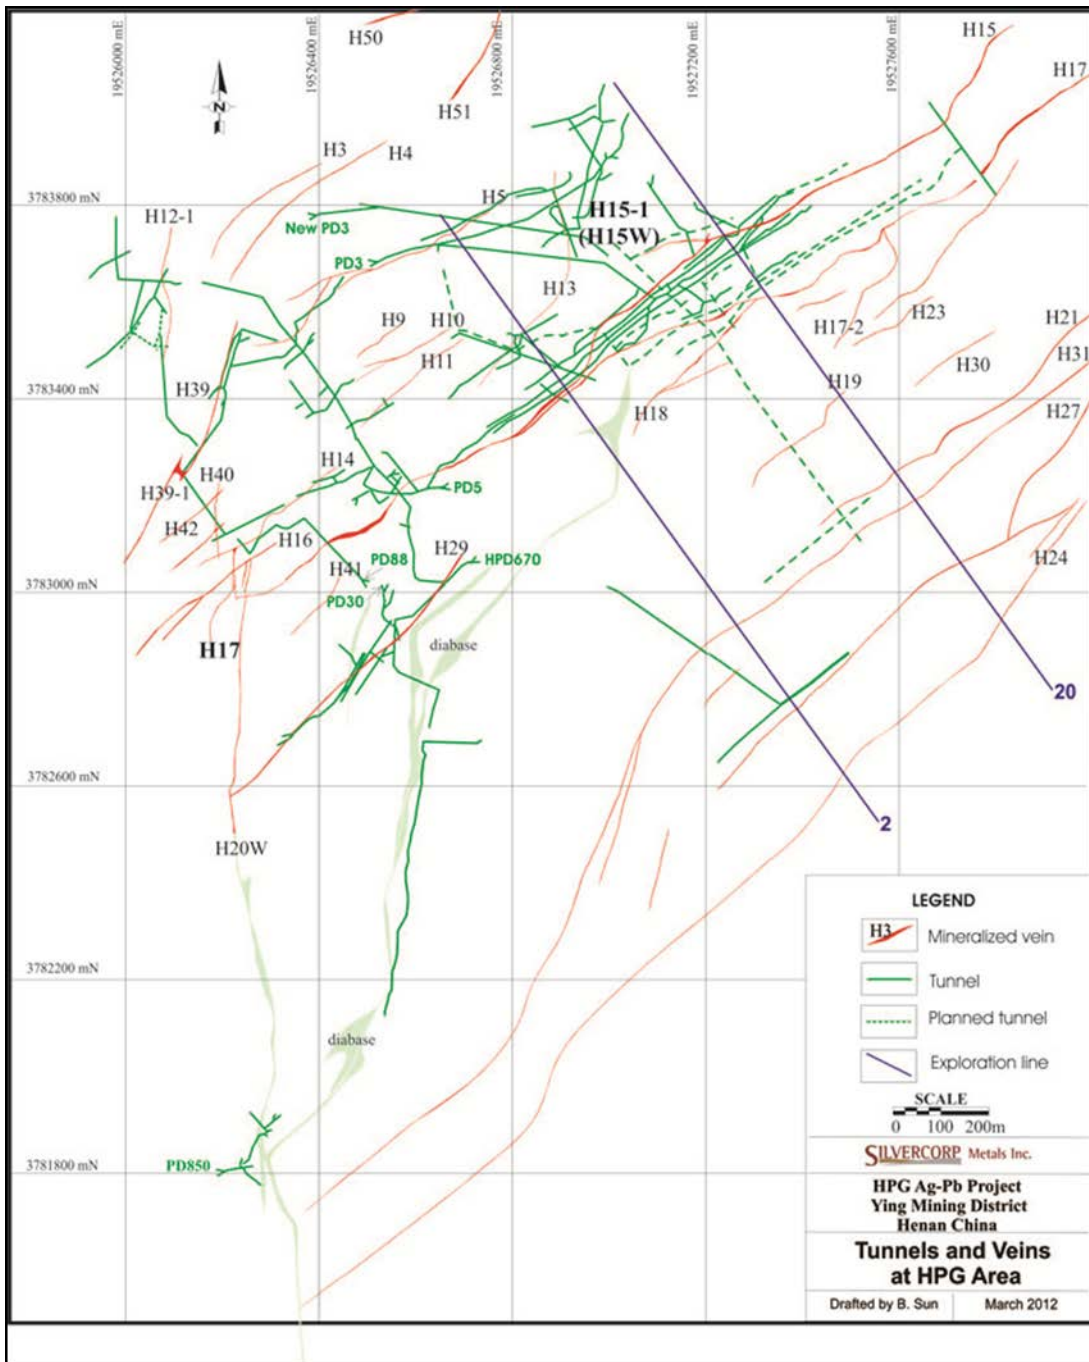 19526000 mE
19526400 mE
19526800 mE
19527200 mE
19527600 mE
H50
H51
H15
H17
N
H3
H4
3783800 mN
H12-1
H5
H15-1
(H15W)
New PD3
PD3
H13
H9
H10
H11
H17-2
H23
H21
H31
H30
H27
3783400 mN
H39
H19
H18
H40
H14
H39-1
PD5
H42
H16
PD88
H29
HPD670
H41
PD30
H24
3783000 mN
H17
diabase
20
3782600 mN
2
H20W
3782200 mN
diabase
PD850
3781800 mN
LEGEND
H3 Mineralized vein
Tunnel
Planned tunnel
Exploration line
SCALE
0 100 200m
SILVERCORP Metals Inc.
HPG Ag-Pb Project
Ying Mining District
Henan China
Tunnels and Veins
at HPG Area
Drafted by B. Sun March 2012